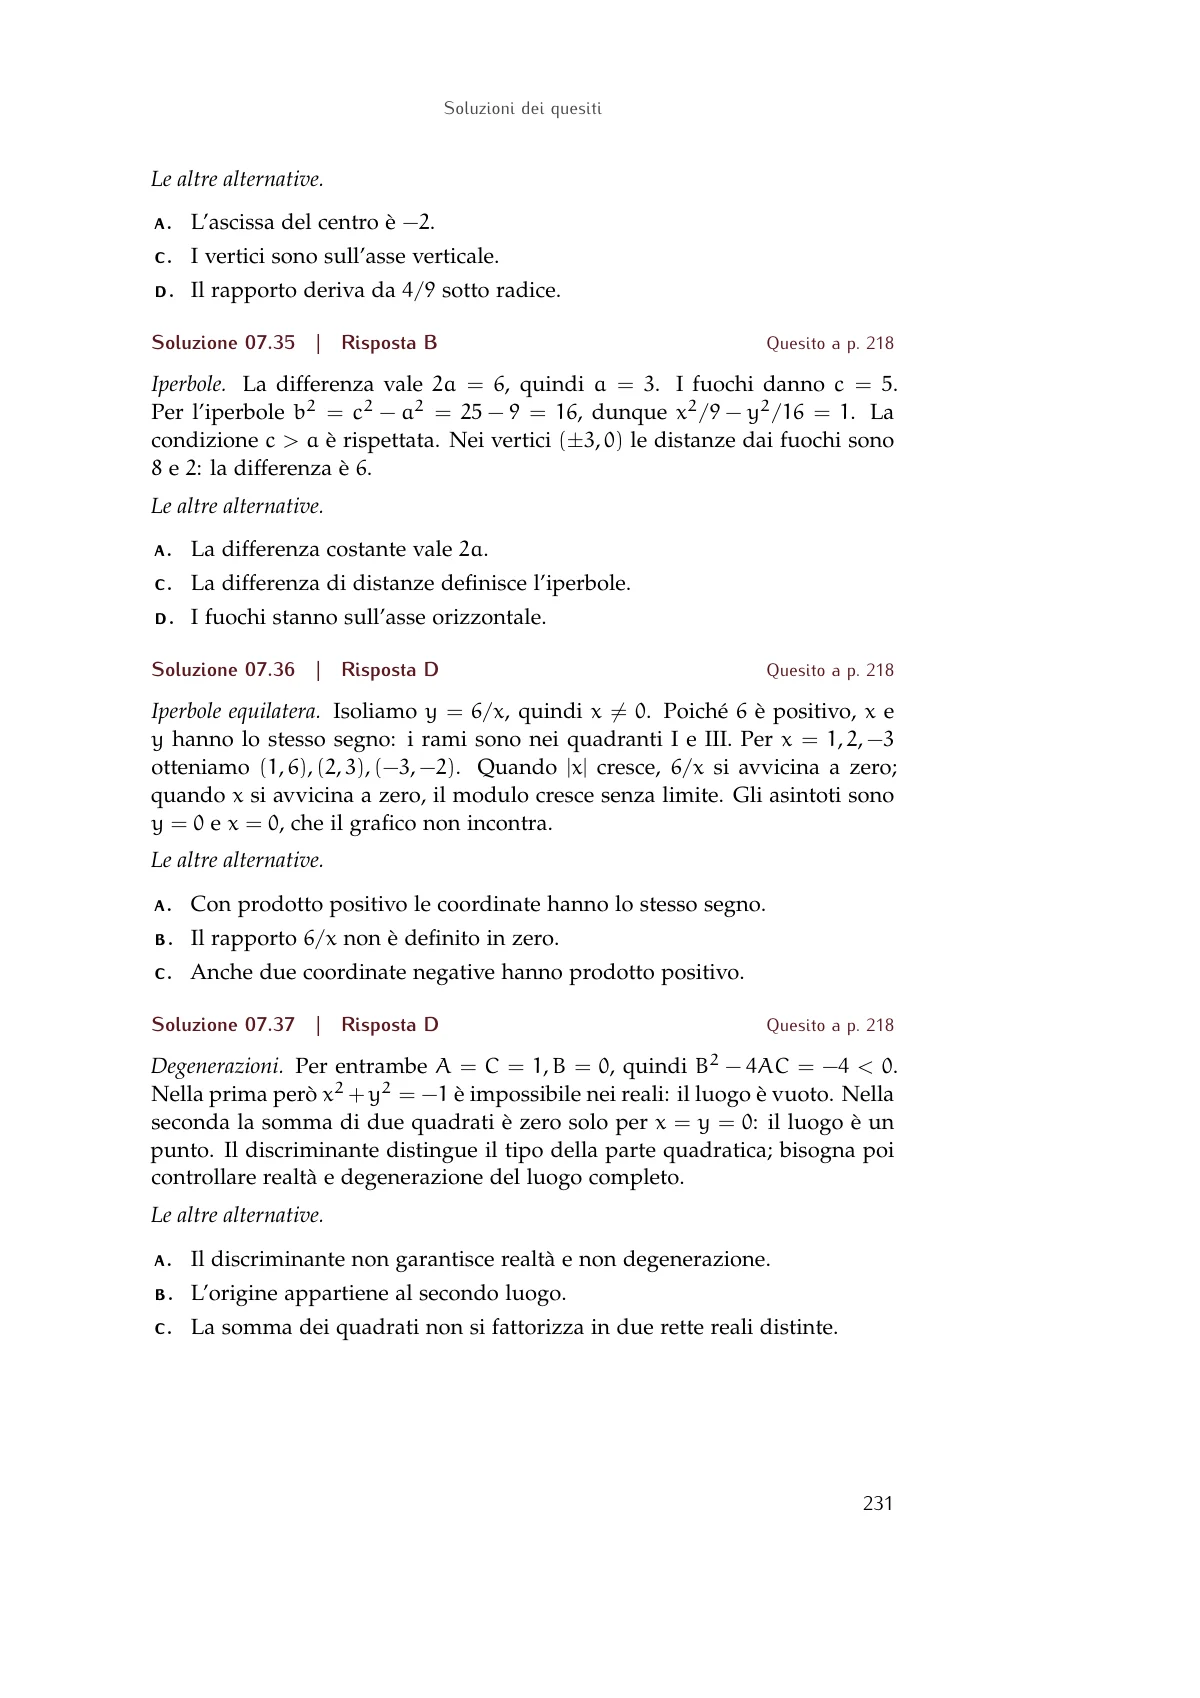 Soluzioni dei quesiti
Le altre alternative.
A. L'ascissa del centro è −2.
C. I vertici sono sull'asse verticale.
D. Il rapporto deriva da 4/9 sotto radice.
Soluzione 07.35 | Risposta B Quesito a p. 218
Iperbole. La differenza vale 2a = 6, quindi a = 3. I fuochi danno c = 5.
Per l'iperbole b² = c² − a² = 25 − 9 = 16, dunque x²/9 − y²/16 = 1. La
condizione c > a è rispettata. Nei vertici (±3, 0) le distanze dai fuochi sono
8 e 2: la differenza è 6.
Le altre alternative.
A. La differenza costante vale 2a.
C. La differenza di distanze definisce l'iperbole.
D. I fuochi stanno sull'asse orizzontale.
Soluzione 07.36 | Risposta D Quesito a p. 218
Iperbole equilatera. Isoliamo y = 6/x, quindi x ≠ 0. Poiché 6 è positivo, x e
y hanno lo stesso segno: i rami sono nei quadranti I e III. Per x = 1, 2, −3
otteniamo (1, 6), (2, 3), (−3, −2). Quando |x| cresce, 6/x si avvicina a zero;
quando x si avvicina a zero, il modulo cresce senza limite. Gli asintoti sono
y = 0 e x = 0, che il grafico non incontra.
Le altre alternative.
A. Con prodotto positivo le coordinate hanno lo stesso segno.
B. Il rapporto 6/x non è definito in zero.
C. Anche due coordinate negative hanno prodotto positivo.
Soluzione 07.37 | Risposta D Quesito a p. 218
Degenerazioni. Per entrambe A = C = 1, B = 0, quindi B² − 4AC = −4 < 0.
Nella prima però x² + y² = −1 è impossibile nei reali: il luogo è vuoto. Nella
seconda la somma di due quadrati è zero solo per x = y = 0: il luogo è un
punto. Il discriminante distingue il tipo della parte quadratica; bisogna poi
controllare realtà e degenerazione del luogo completo.
Le altre alternative.
A. Il discriminante non garantisce realtà e non degenerazione.
B. L'origine appartiene al secondo luogo.
C. La somma dei quadrati non si fattorizza in due rette reali distinte.
231